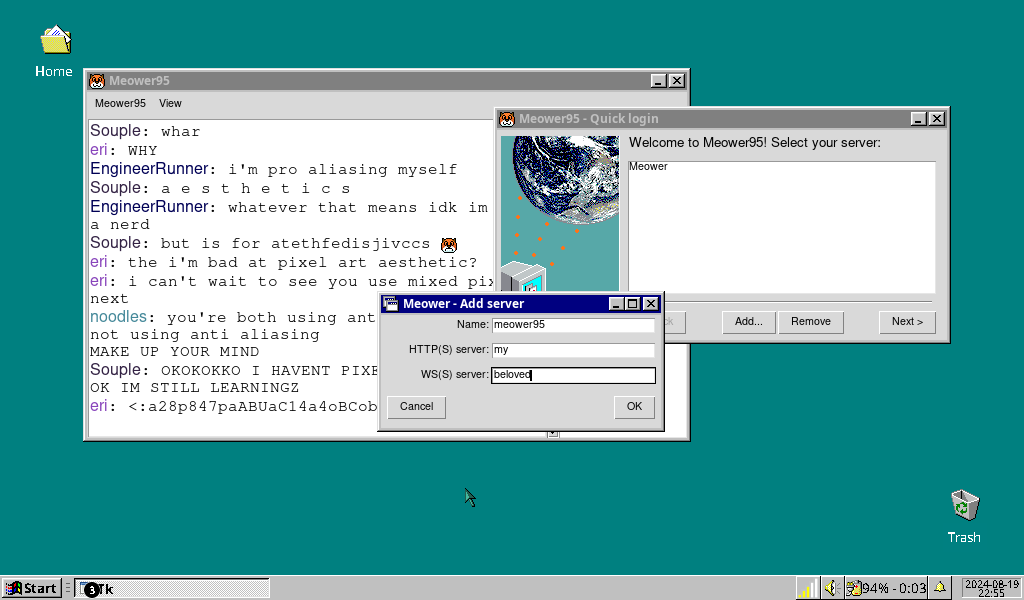 Home
Meower95
Meower95 View
Souple: whar
eri: WHY
EngineerRunner: i'm pro aliasing myself
Souple: a e s t h e t i c s
EngineerRunner: whatever that means idk im
a nerd
Souple: but is for atethfedisjivccs
eri: the i'm bad at pixel art aesthetic?
eri: i can't wait to see you use mixed pix
next
noodles: you're both using ant
not using anti aliasing
MAKE UP YOUR MIND
Souple: OKOKOKKO I HAVENT PIXE
OK IM STILL LEARNINGZ
eri: <:a28p847paABUaC14a4oBCob
Meower95 - Quick login
Welcome to Meower95! Select your server:
Meower
Add... Remove Next >
Meower - Add server
Name: meower95
HTTP(S) server: my
WS(S) server: beloved
Cancel OK
Trash
Start 3 Tk 94% - 0:03 2024-08-19
22:55